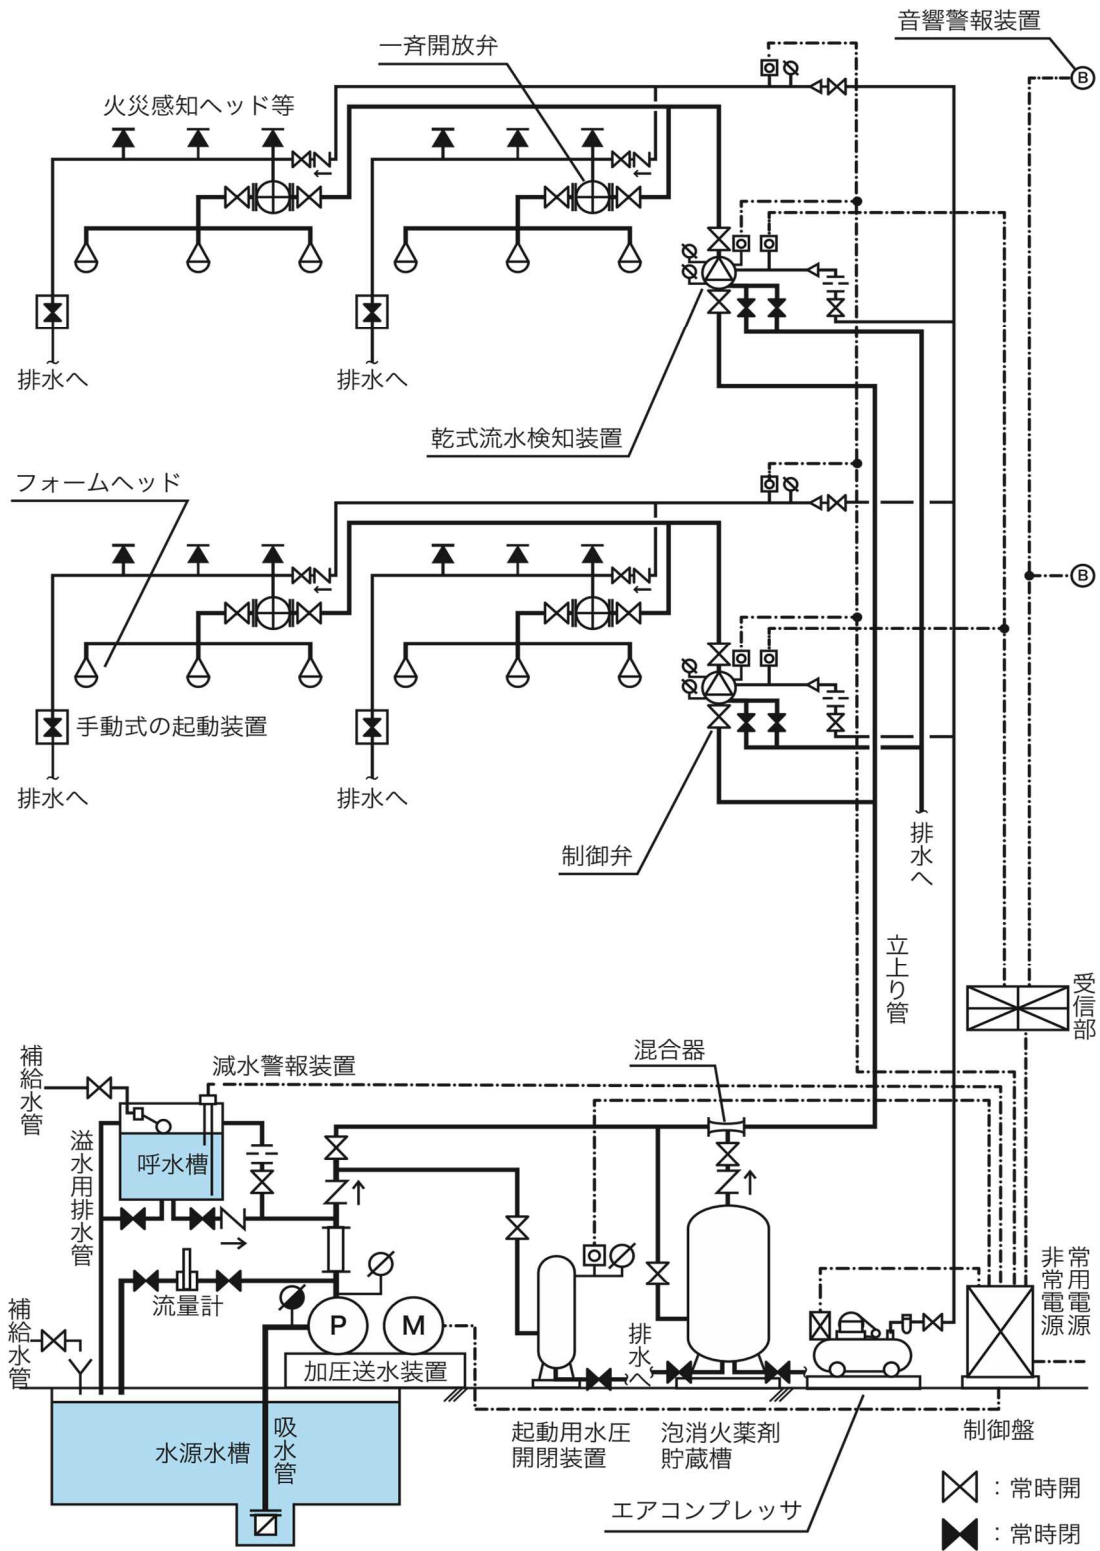 音響警報装置
一斉開放弁
B
火災感知ヘッド等
排水へ
排水へ
乾式流水検知装置
フォームヘッド
B
手動式の起動装置
排水へ
排水へ
制御弁
排水へ
立上り管
受信部
補給水管
減水警報装置
混合器
溢水用排水管
呼水槽
流量計
常用電源
非常電源
補給水管
P
M
加圧送水装置
排水へ
水源水槽
吸水管
起動用水圧
開閉装置
泡消火薬剤
貯蔵槽
制御盤
エアコンプレッサ
：常時開
：常時閉